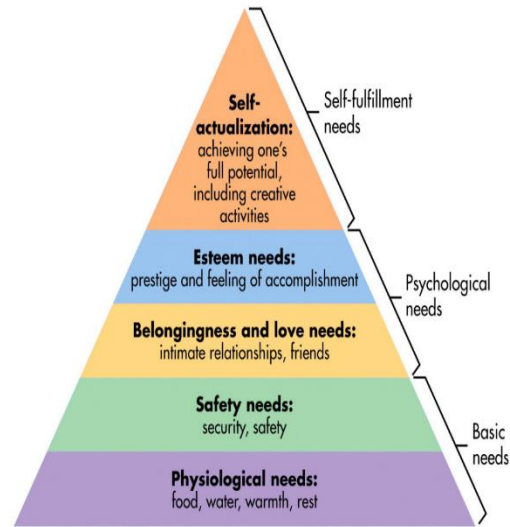 Self-
actualization:
achieving one's
full potential,
including creative
activities
Self-fulfillment
needs
Esteem needs:
prestige and feeling of accomplishment
Psychological
needs
Belongingness and love needs:
intimate relationships, friends
Safety needs:
security, safety
Basic
needs
Physiological needs:
food, water, warmth, rest